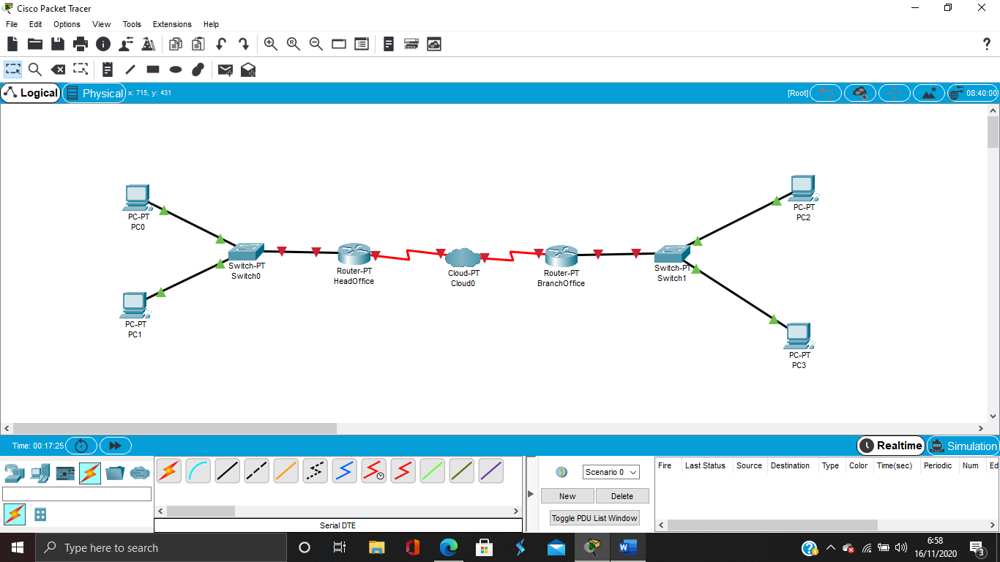 Cisco Packet Tracer
File Edit Options View Tools Extensions Help
R
?
Logical Physical x: 715, y: 431 [Root] 08:40:00
PC-PT
PC0
PC-PT
PC1
Switch-PT
Switch0
Router-PT
HeadOffice
Cloud-PT
Cloud0
Router-PT
BranchOffice
Switch-PT
Switch1
PC-PT
PC2
PC-PT
PC3
Time: 00:17:25 Realtime Simulation
Scenario 0
New Delete
Toggle PDU List Window
Fire Last Status Source Destination Type Color Time(sec) Periodic Num Ed
Serial DTE
Type here to search
6:58
16/11/2020
3